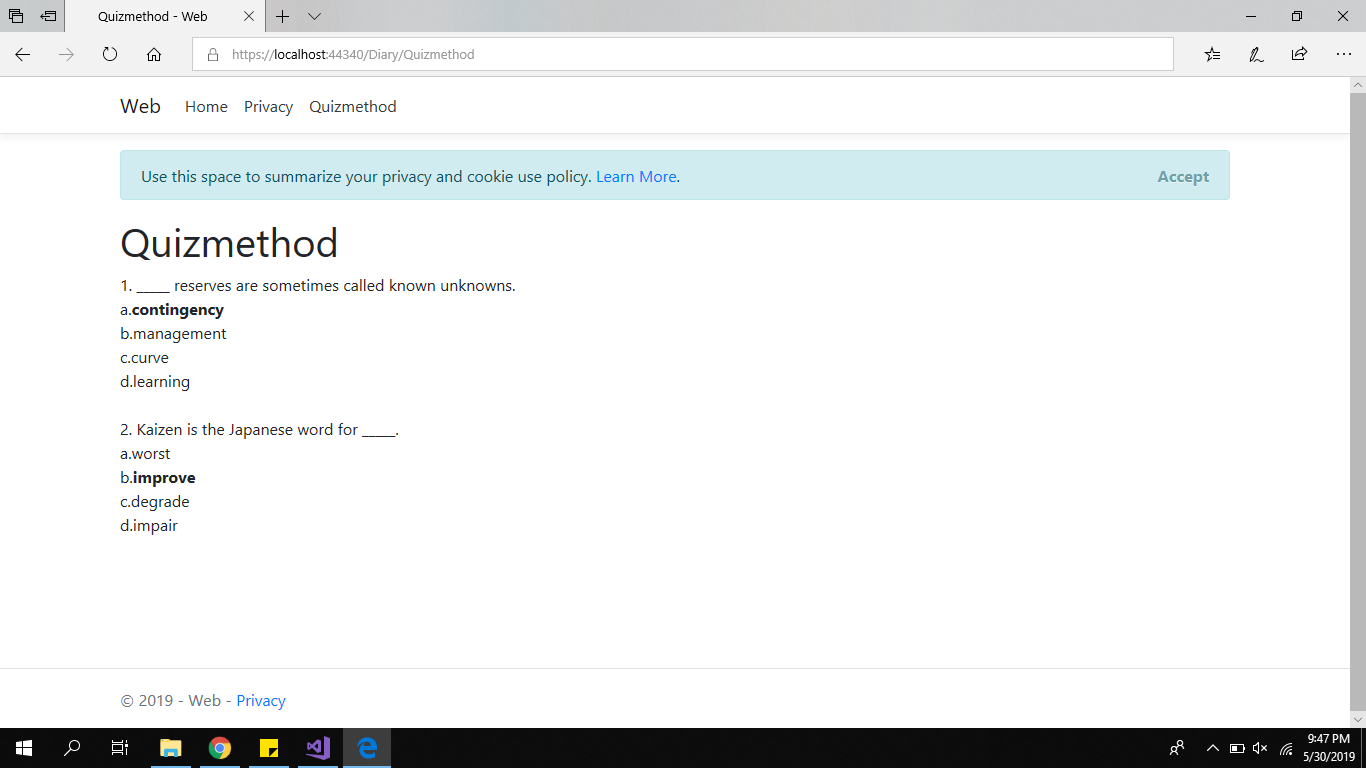 Quizmethod - Web
https://localhost:44340/Diary/Quizmethod
Web Home Privacy Quizmethod
Use this space to summarize your privacy and cookie use policy. Learn More. Accept
Quizmethod
1. _____ reserves are sometimes called known unknowns.
a.contingency
b.management
c.curve
d.learning
2. Kaizen is the Japanese word for _____.
a.worst
b.improve
c.degrade
d.impair
© 2019 - Web - Privacy
9:47 PM
5/30/2019